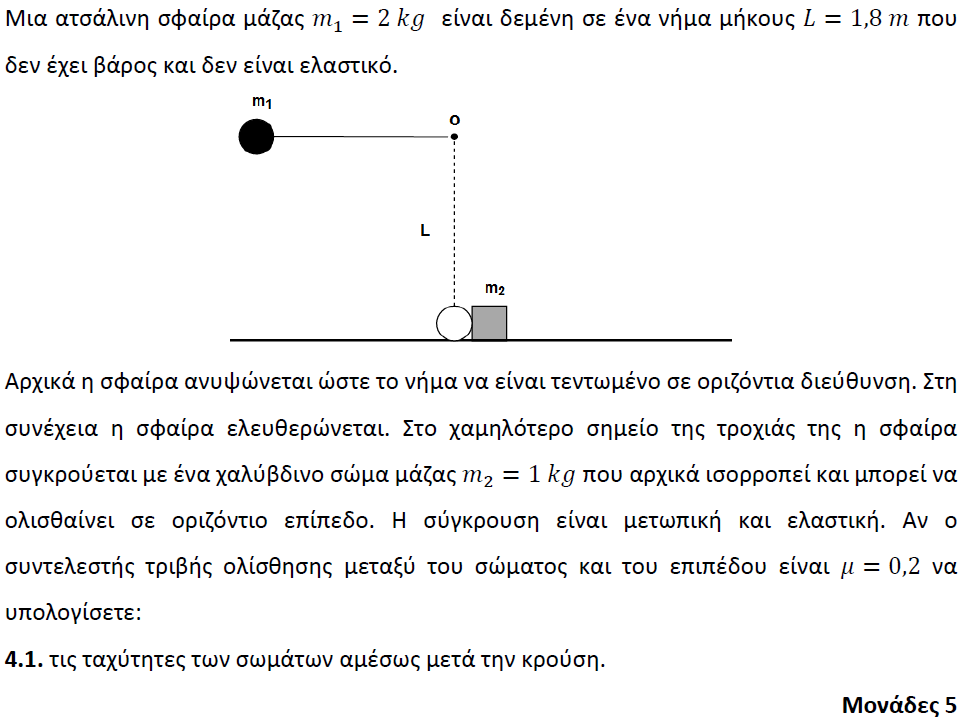 Μια ατσάλινη σφαίρα μάζας m₁ = 2 kg είναι δεμένη σε ένα νήμα μήκους L = 1,8 m που
δεν έχει βάρος και δεν είναι ελαστικό.
m₁
O
L
m₂
Αρχικά η σφαίρα ανυψώνεται ώστε το νήμα να είναι τεντωμένο σε οριζόντια διεύθυνση. Στη
συνέχεια η σφαίρα ελευθερώνεται. Στο χαμηλότερο σημείο της τροχιάς της η σφαίρα
συγκρούεται με ένα χαλύβδινο σώμα μάζας m₂ = 1 kg που αρχικά ισορροπεί και μπορεί να
ολισθαίνει σε οριζόντιο επίπεδο. Η σύγκρουση είναι μετωπική και ελαστική. Αν ο
συντελεστής τριβής ολίσθησης μεταξύ του σώματος και του επιπέδου είναι μ = 0,2 να
υπολογίσετε:
4.1. τις ταχύτητες των σωμάτων αμέσως μετά την κρούση.
Μονάδες 5